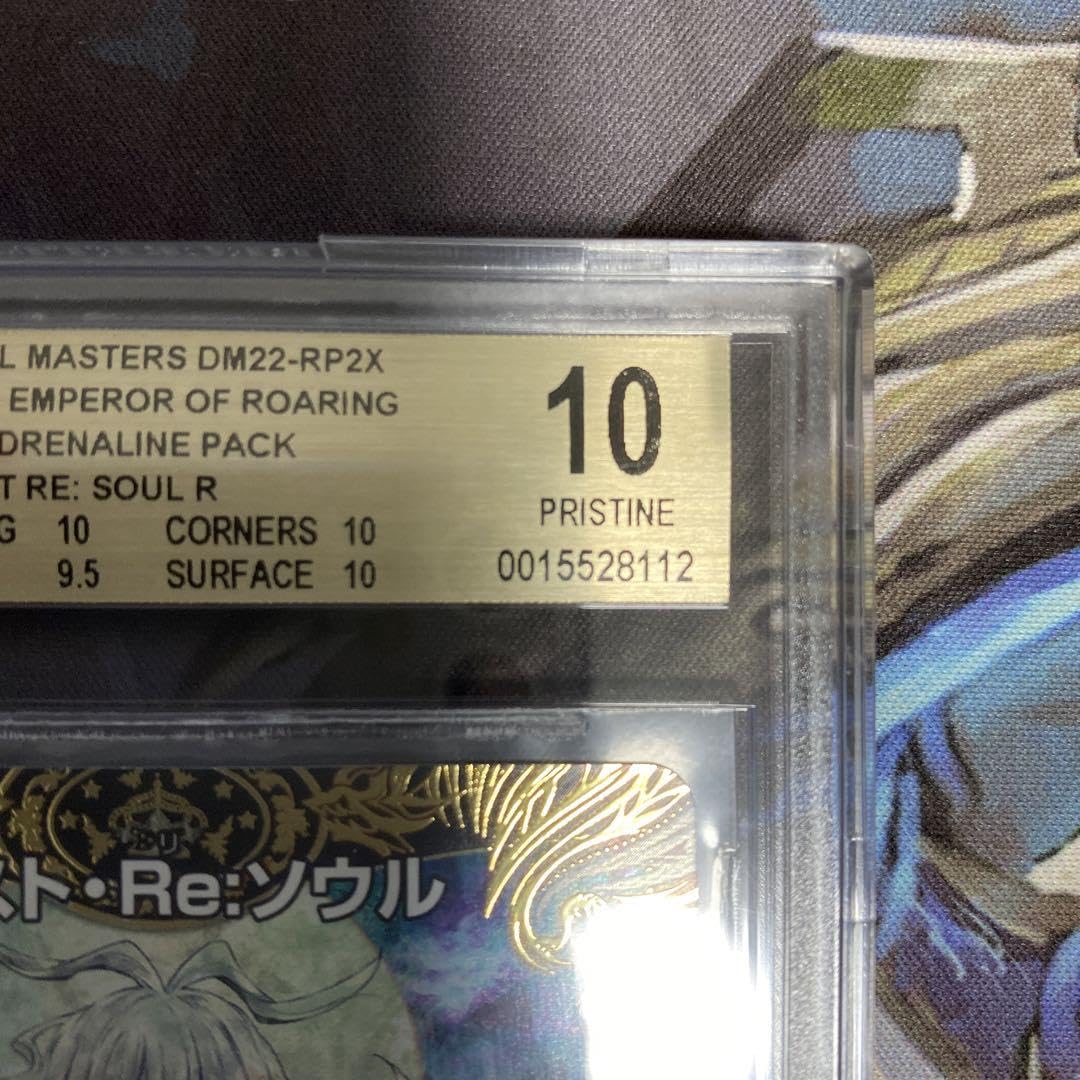 L MASTERS DM22-RP2X
EMPEROR OF ROARING
DRENALINE PACK
T RE: SOUL R
G 10 CORNERS 10
9.5 SURFACE 10
10
PRISTINE
0015528112
スト・Re:ソウル